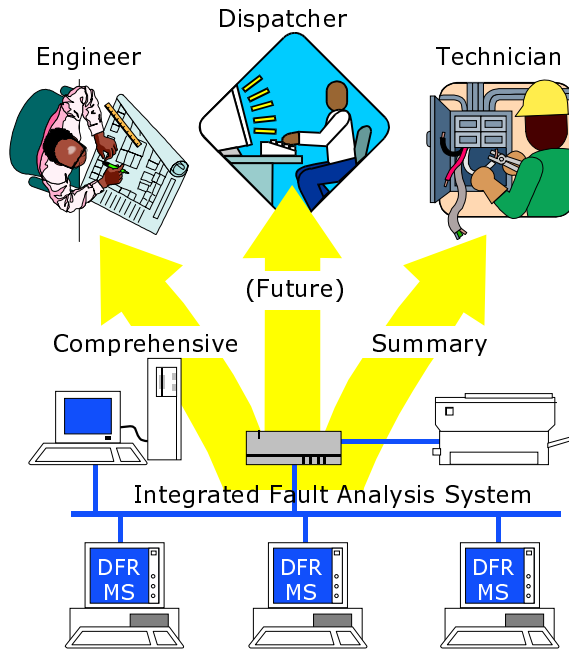 Dispatcher
Engineer
Technician
(Future)
Comprehensive
Summary
Integrated Fault Analysis System
DFR
MS
DFR
MS
DFR
MS